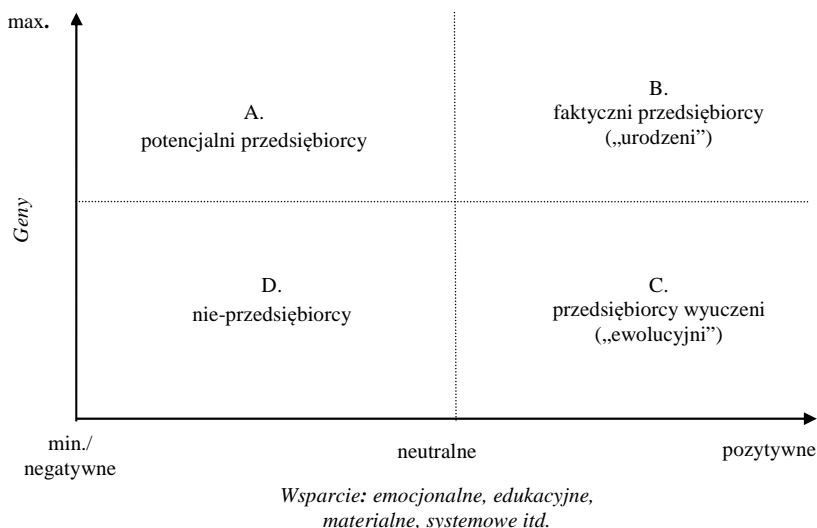 max.
A.
potencjalni przedsiębiorcy
B.
faktyczni przedsiębiorcy
(„urodzeni”)
Geny
D.
nie-przedsiębiorcy
C.
przedsiębiorcy wyuczeni
(„ewolucyjni”)
min./
negatywne
neutralne
pozytywne
Wsparcie: emocjonalne, edukacyjne,
materialne, systemowe itd.